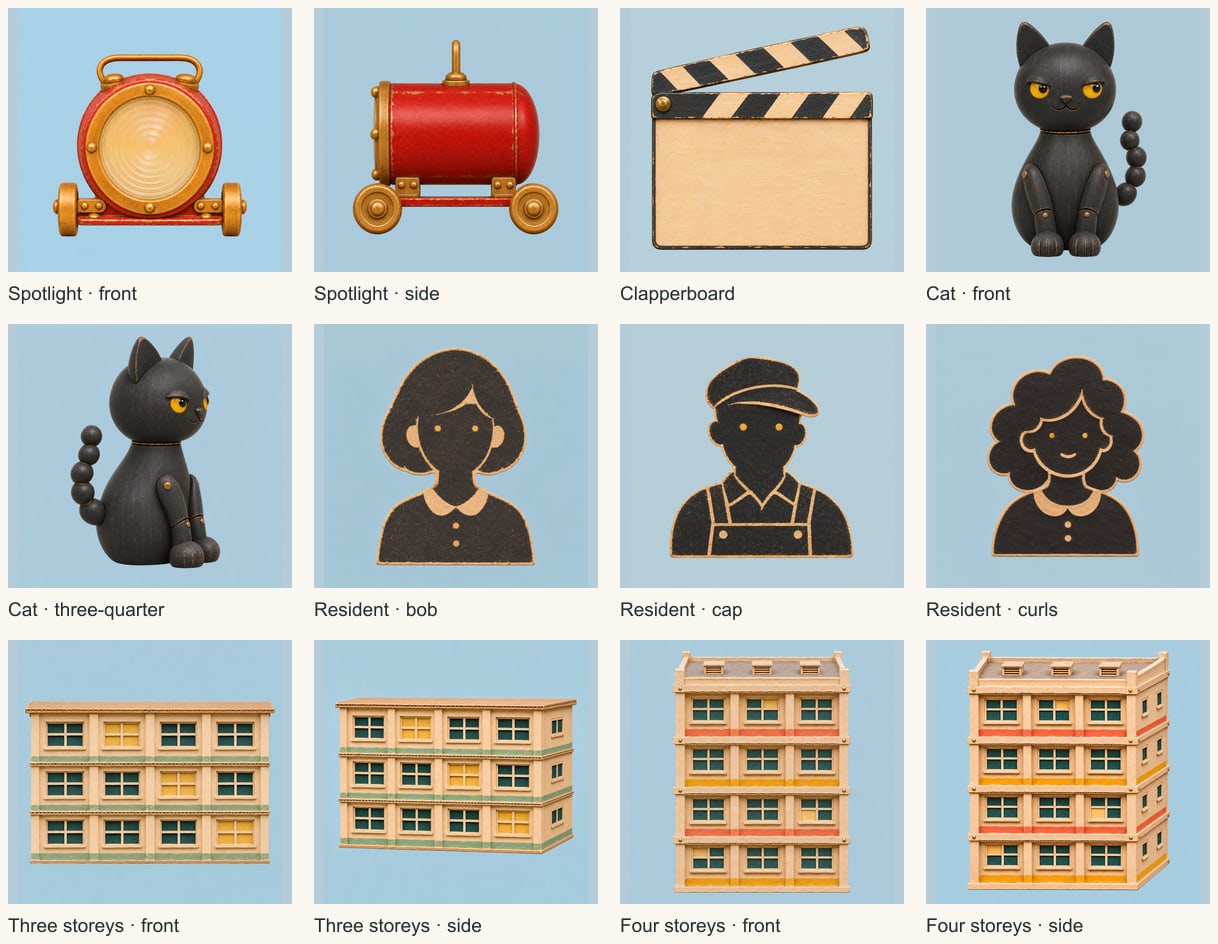 Spotlight · front
Spotlight · side
Clapperboard
Cat · front
Cat · three-quarter
Resident · bob
Resident · cap
Resident · curls
Three storeys · front
Three storeys · side
Four storeys · front
Four storeys · side